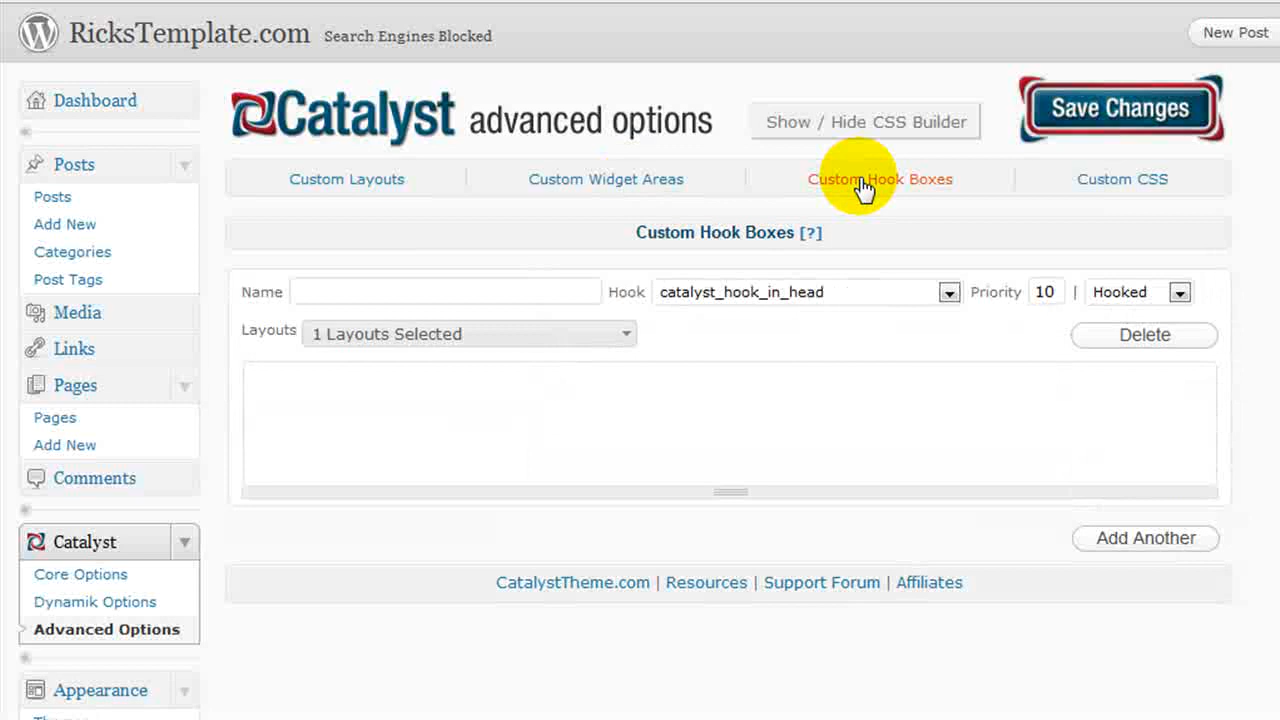 RicksTemplate.com Search Engines Blocked New Post
Dashboard
Posts
Posts
Add New
Categories
Post Tags
Media
Links
Pages
Pages
Add New
Comments
Catalyst
Core Options
Dynamik Options
Advanced Options
Appearance
Catalyst advanced options Show / Hide CSS Builder Save Changes
Custom Layouts Custom Widget Areas Custom Hook Boxes Custom CSS
Custom Hook Boxes [?]
Name Hook catalyst_hook_in_head Priority 10 | Hooked
Layouts 1 Layouts Selected Delete
Add Another
CatalystTheme.com | Resources | Support Forum | Affiliates